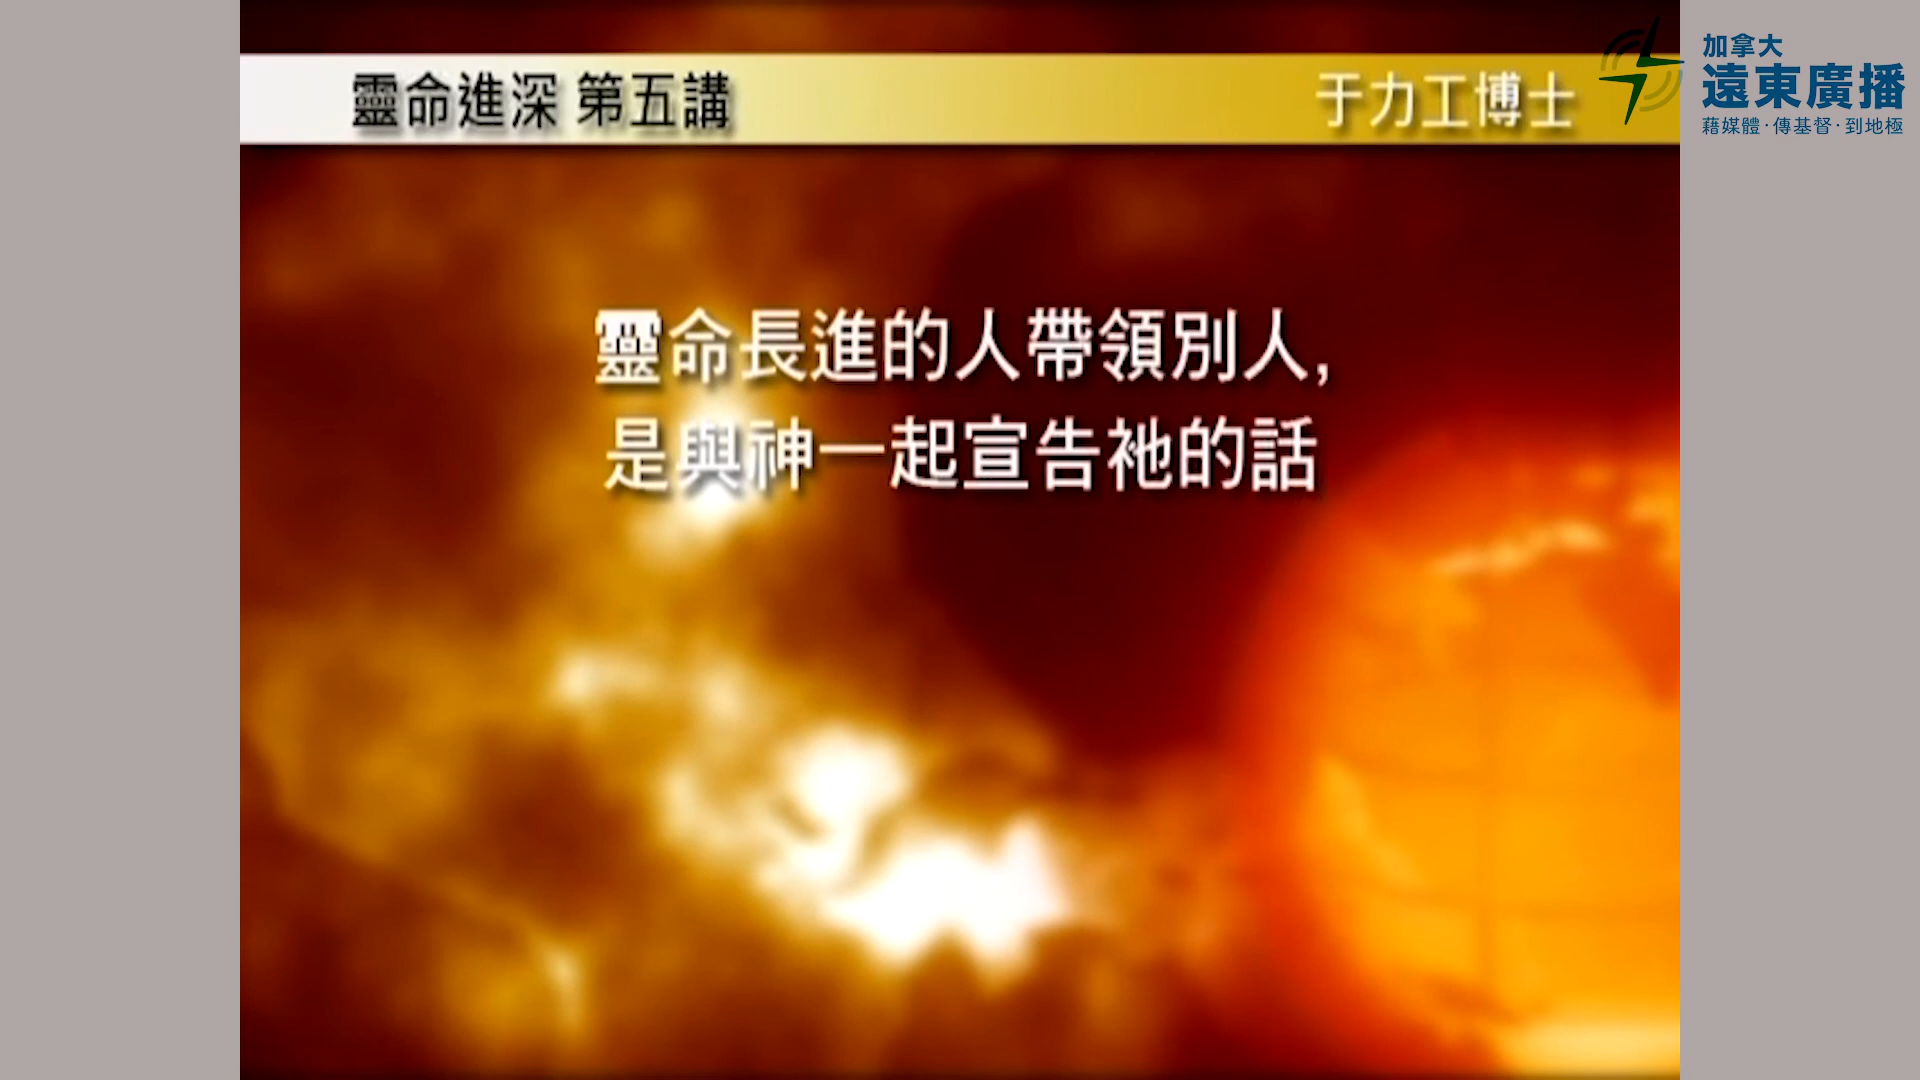 靈命進深 第五講
于力工博士
加拿大
遠東廣播
藉媒體·傳基督·到地極
靈命長進的人帶領別人,
是與神一起宣告祂的話